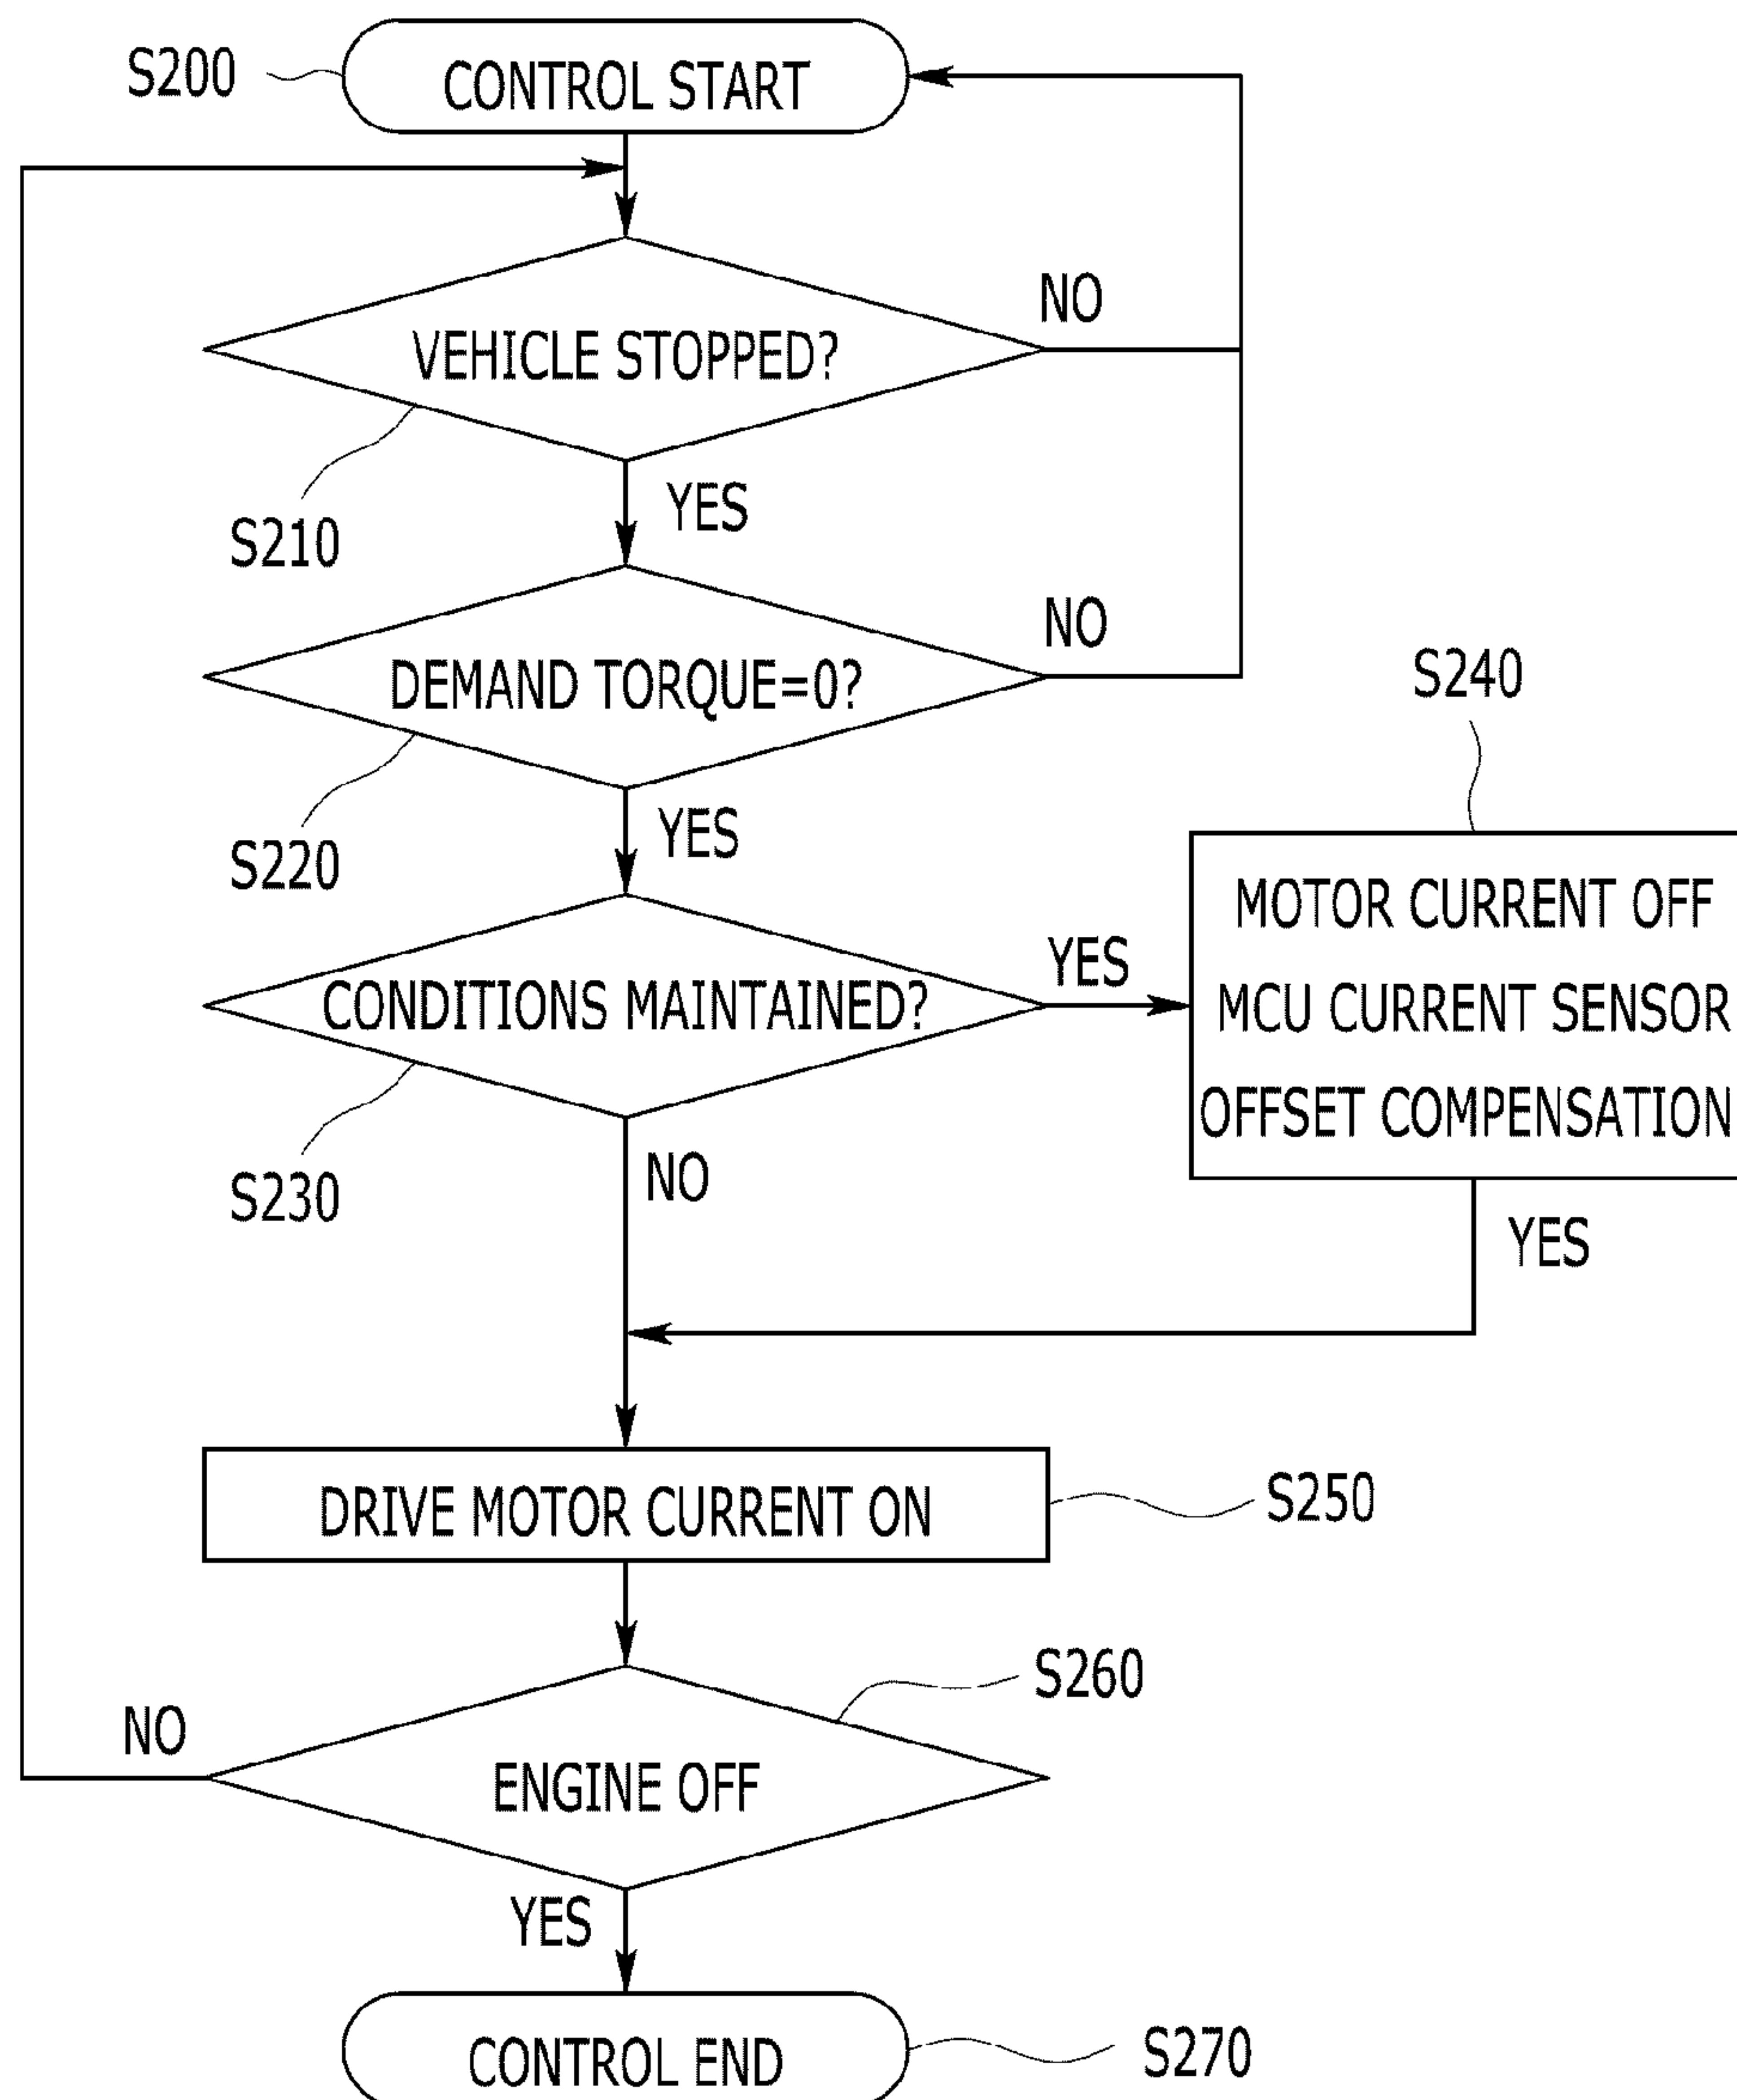 S200
CONTROL START
NO
VEHICLE STOPPED?
S210
YES
NO
DEMAND TORQUE=0?
S220
YES
S240
MOTOR CURRENT OFF
MCU CURRENT SENSOR
OFFSET COMPENSATION
YES
CONDITIONS MAINTAINED?
S230
NO
YES
DRIVE MOTOR CURRENT ON
S250
S260
NO
ENGINE OFF
YES
CONTROL END
S270